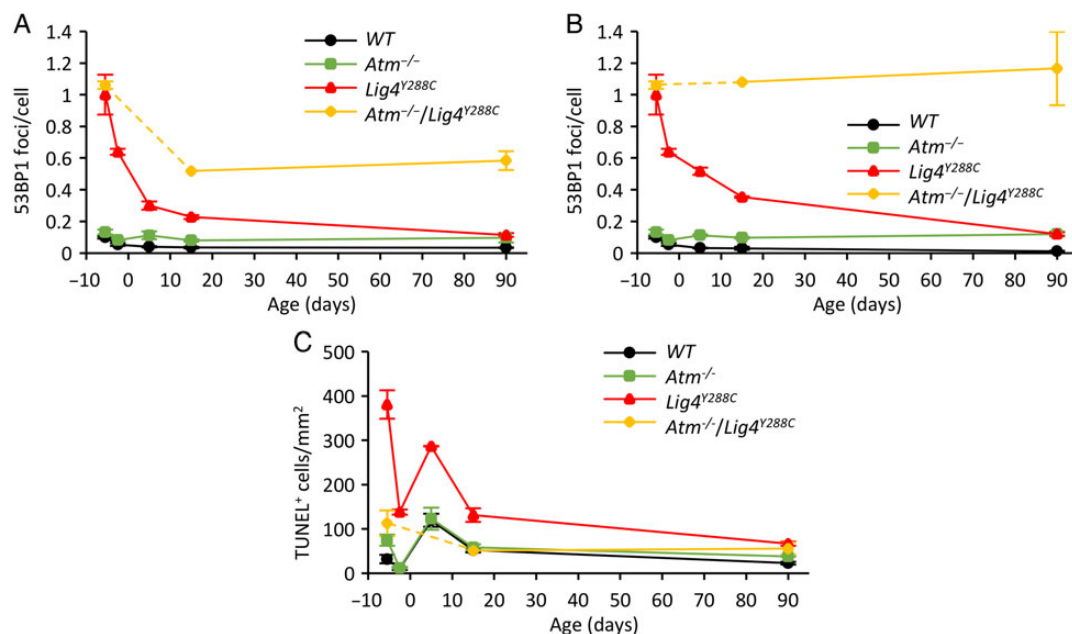 A
1.4
1.2
1
0.8
0.6
0.4
0.2
0
53BP1 foci/cell
−10 0 10 20 30 40 50 60 70 80 90
Age (days)
WT
Atm−/−
Lig4Y288C
Atm−/−/Lig4Y288C
B
1.4
1.2
1
0.8
0.6
0.4
0.2
0
53BP1 foci/cell
−10 0 10 20 30 40 50 60 70 80 90
Age (days)
WT
Atm−/−
Lig4Y288C
Atm−/−/Lig4Y288C
C
500
400
300
200
100
0
TUNEL+ cells/mm2
−10 0 10 20 30 40 50 60 70 80 90
Age (days)
WT
Atm-/-
Lig4Y288C
Atm-/-/Lig4Y288C